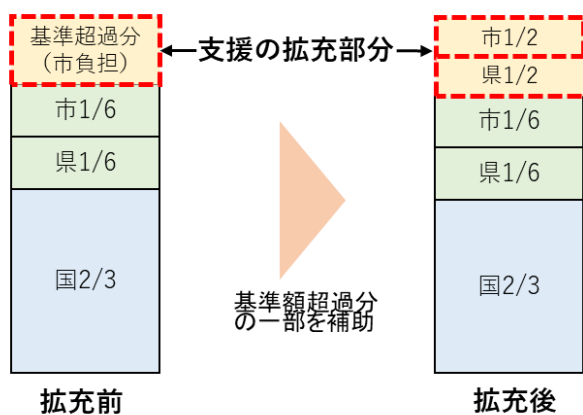 基準超過分
（市負担）
市1/6
県1/6
国2/3
拡充前
支援の拡充部分
基準額超過分
の一部を補助
市1/2
県1/2
市1/6
県1/6
国2/3
拡充後